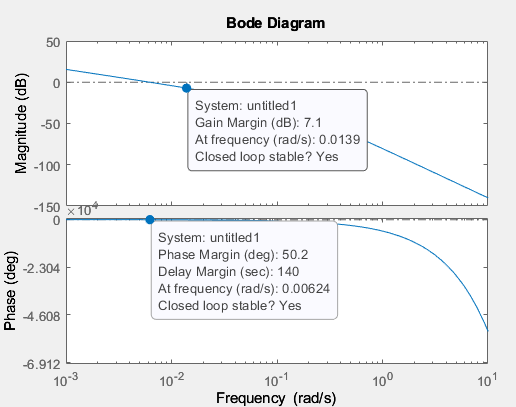 Bode Diagram
50
0
-50
-100
-150
Magnitude (dB)
System: untitled1
Gain Margin (dB): 7.1
At frequency (rad/s): 0.0139
Closed loop stable? Yes
×10⁴
0
-2.304
-4.608
-6.912
Phase (deg)
System: untitled1
Phase Margin (deg): 50.2
Delay Margin (sec): 140
At frequency (rad/s): 0.00624
Closed loop stable? Yes
10⁻³ 10⁻² 10⁻¹ 10⁰ 10¹
Frequency (rad/s)